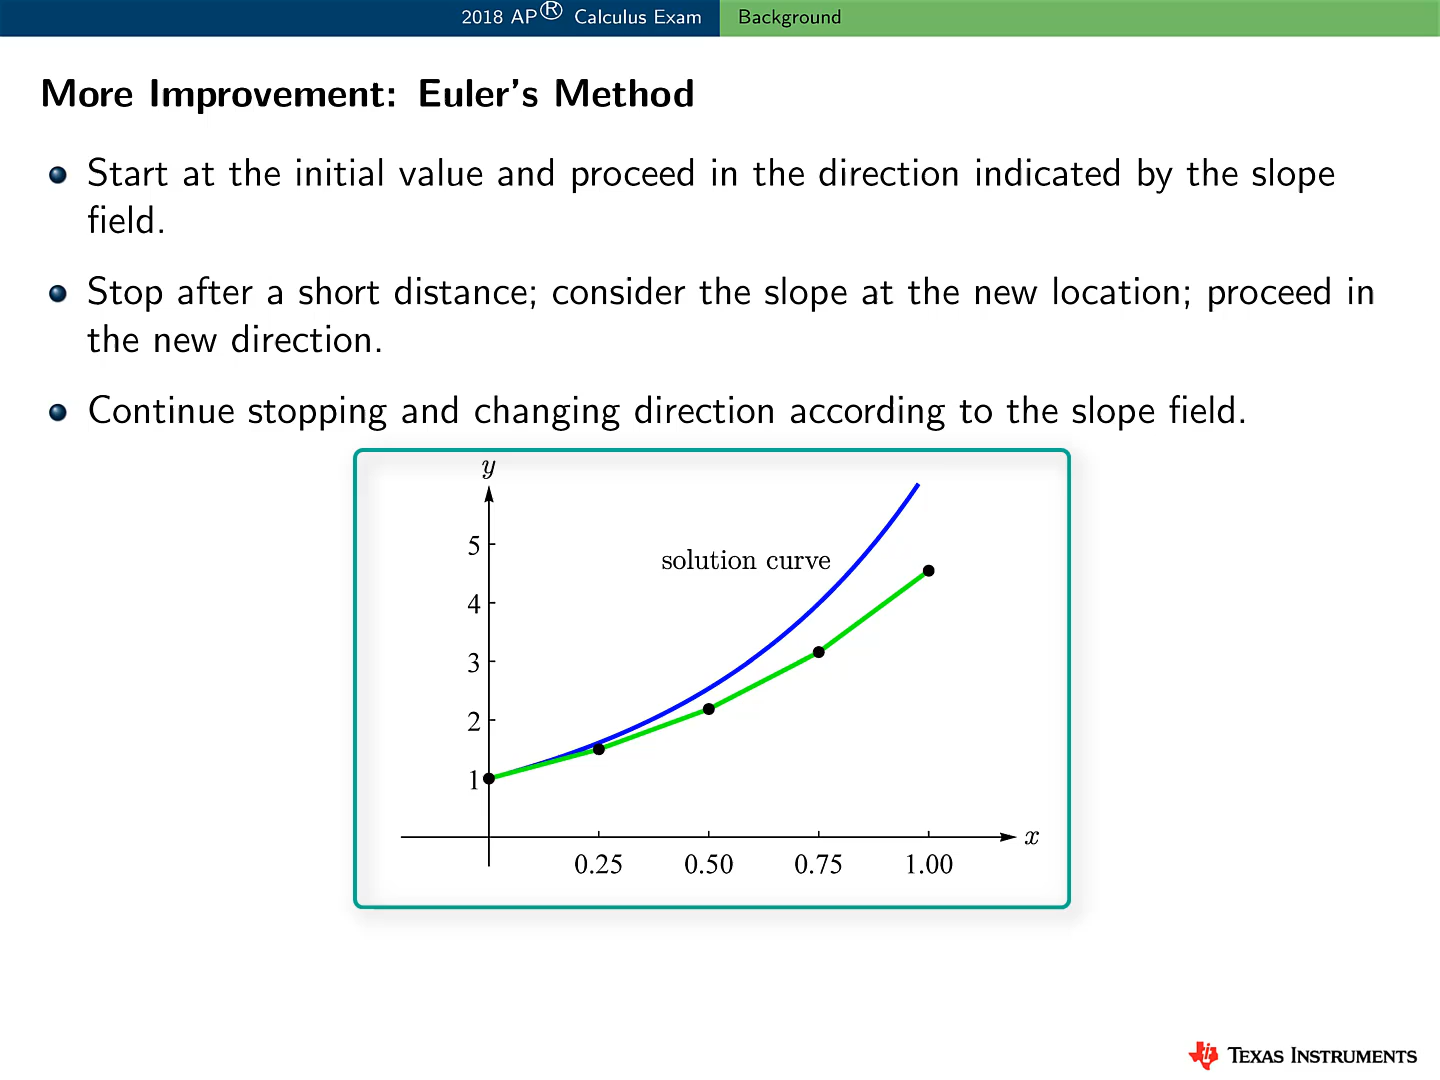 2018 AP® Calculus Exam
Background
More Improvement: Euler's Method
Start at the initial value and proceed in the direction indicated by the slope
field.
Stop after a short distance; consider the slope at the new location; proceed in
the new direction.
Continue stopping and changing direction according to the slope field.
y
5
solution curve
4
3
2
1
x
0.25 0.50 0.75 1.00
TEXAS INSTRUMENTS